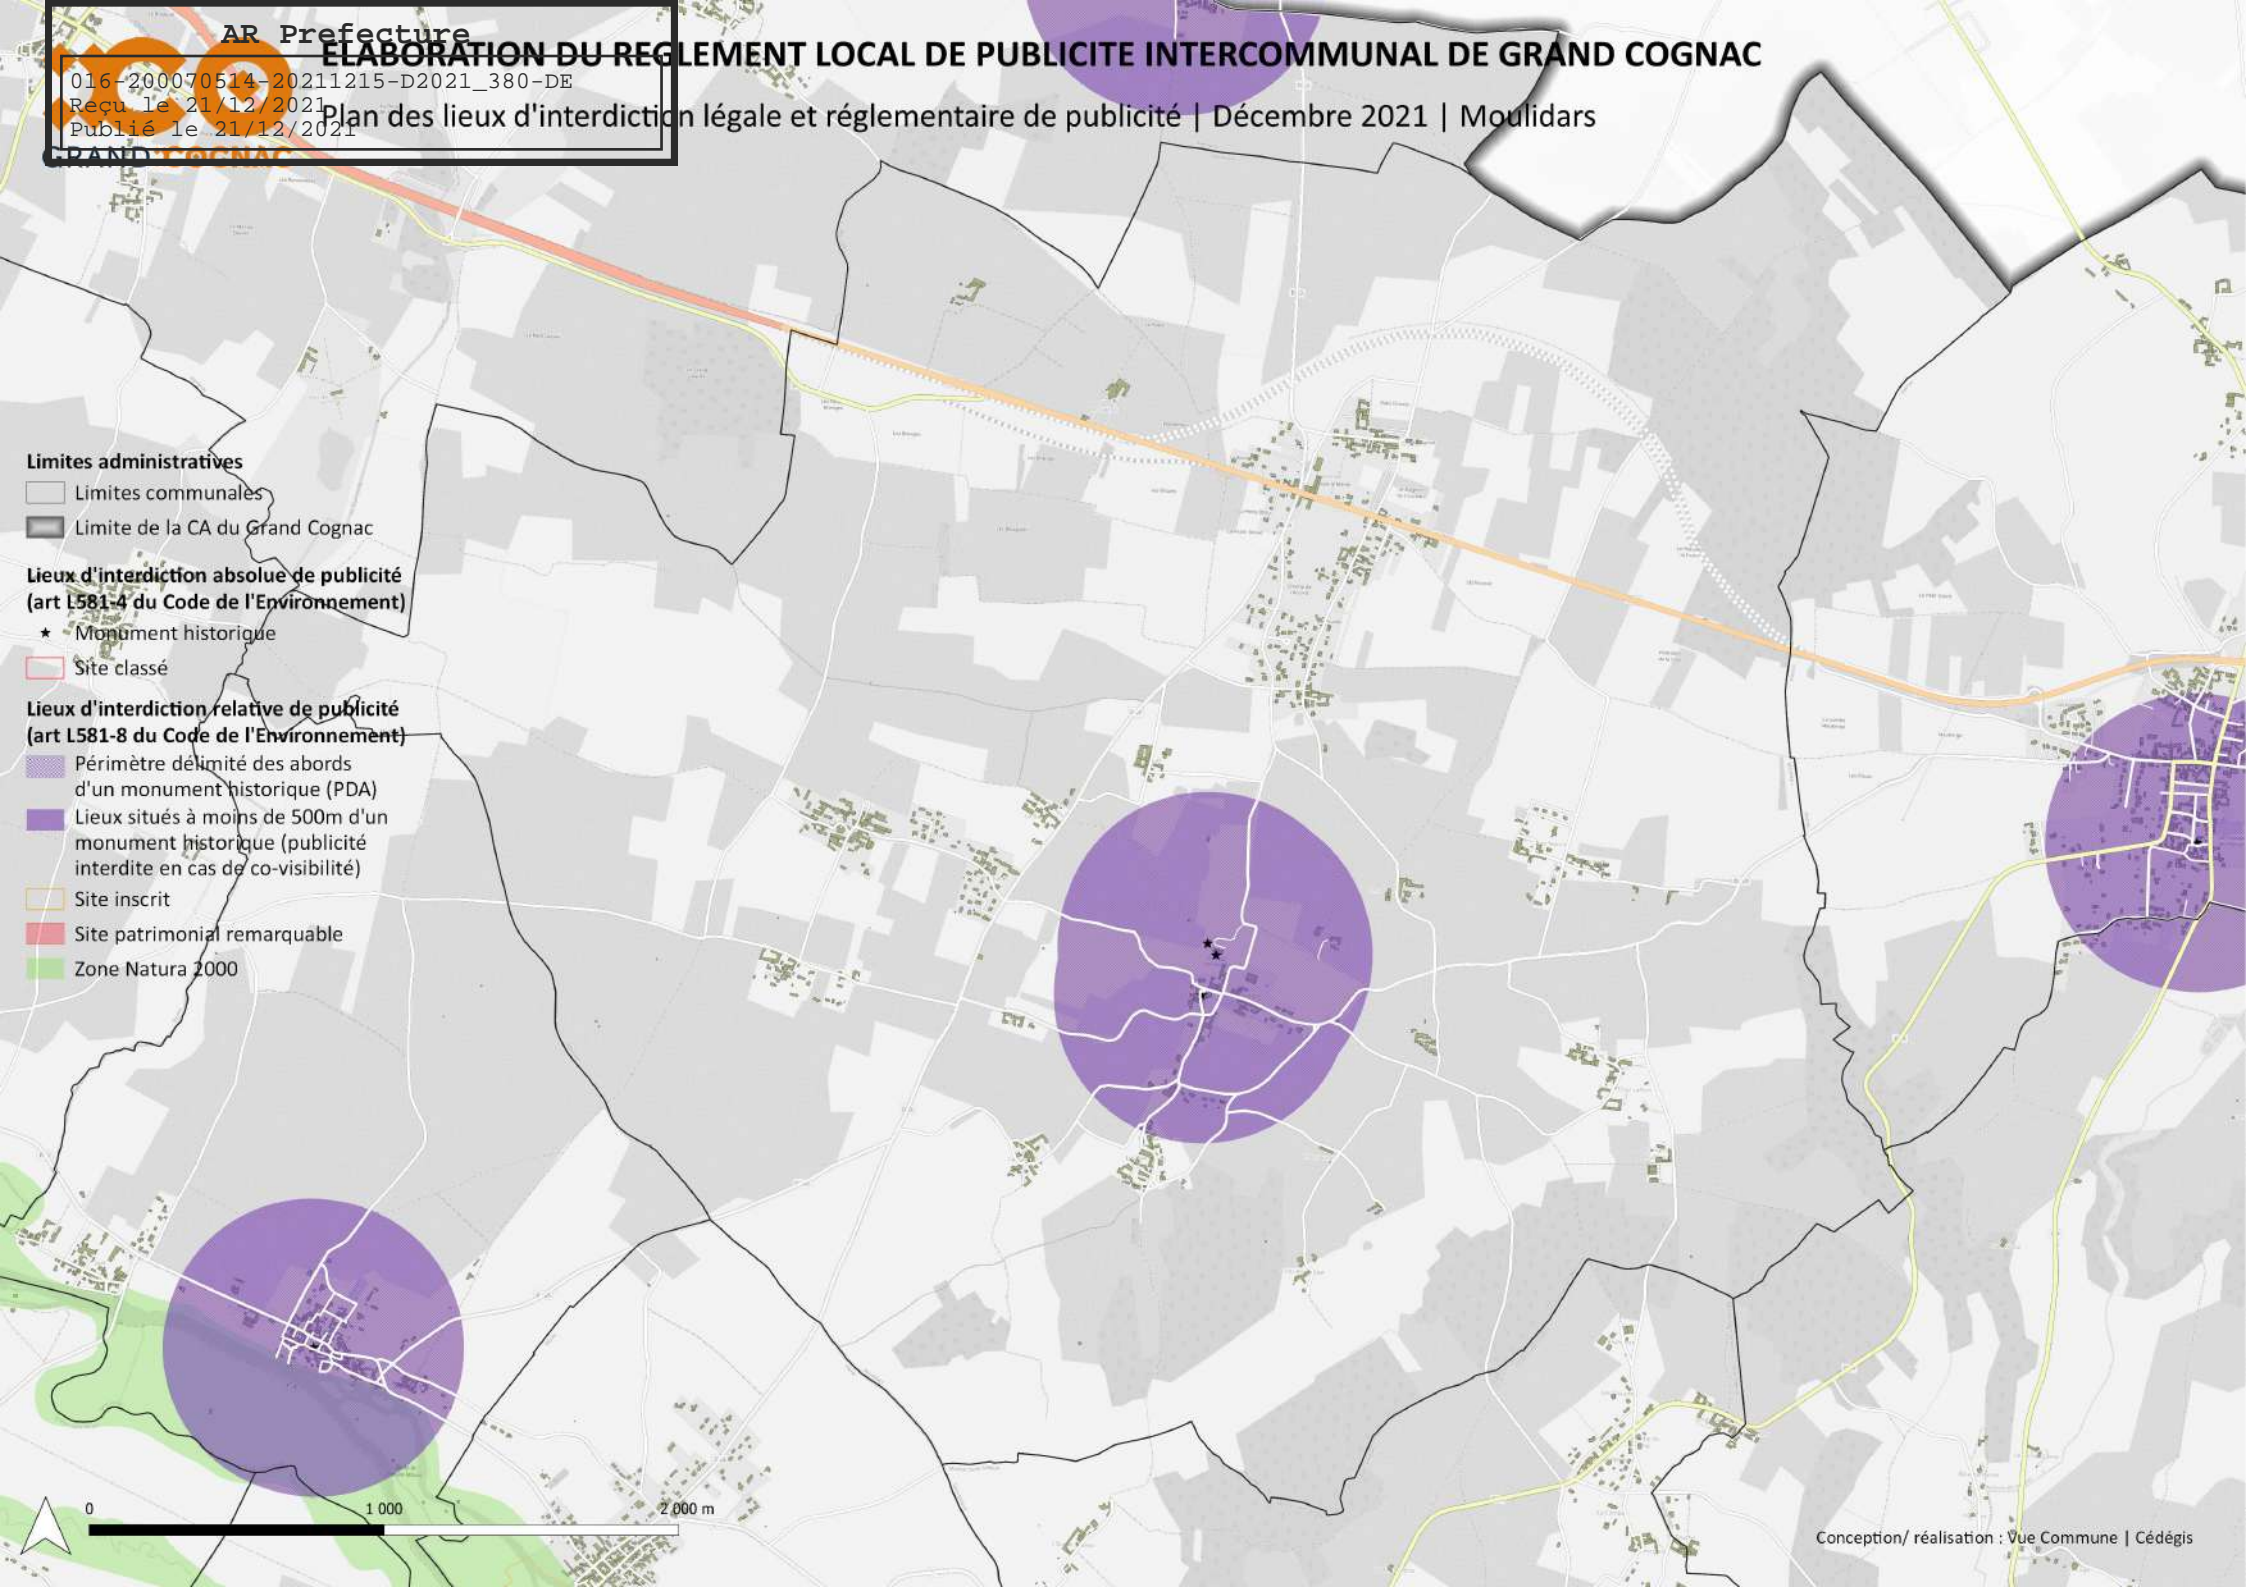 AR Prefecture
016-200070514-20211215-D2021_380-DE
Reçu le 21/12/2021
Publié le 21/12/2021
GRAND COGNAC
ELABORATION DU REGLEMENT LOCAL DE PUBLICITE INTERCOMMUNAL DE GRAND COGNAC
Plan des lieux d'interdiction légale et réglementaire de publicité | Décembre 2021 | Moulidars
Limites administratives
Limites communales
Limite de la CA du Grand Cognac
Lieux d'interdiction absolue de publicité
(art L581-4 du Code de l'Environnement)
Monument historique
Site classé
Lieux d'interdiction relative de publicité
(art L581-8 du Code de l'Environnement)
Périmètre délimité des abords
d'un monument historique (PDA)
Lieux situés à moins de 500m d'un
monument historique (publicité
interdite en cas de co-visibilité)
Site inscrit
Site patrimonial remarquable
Zone Natura 2000
0 1 000 2 000 m
Conception/ réalisation : Vue Commune | Cédégis